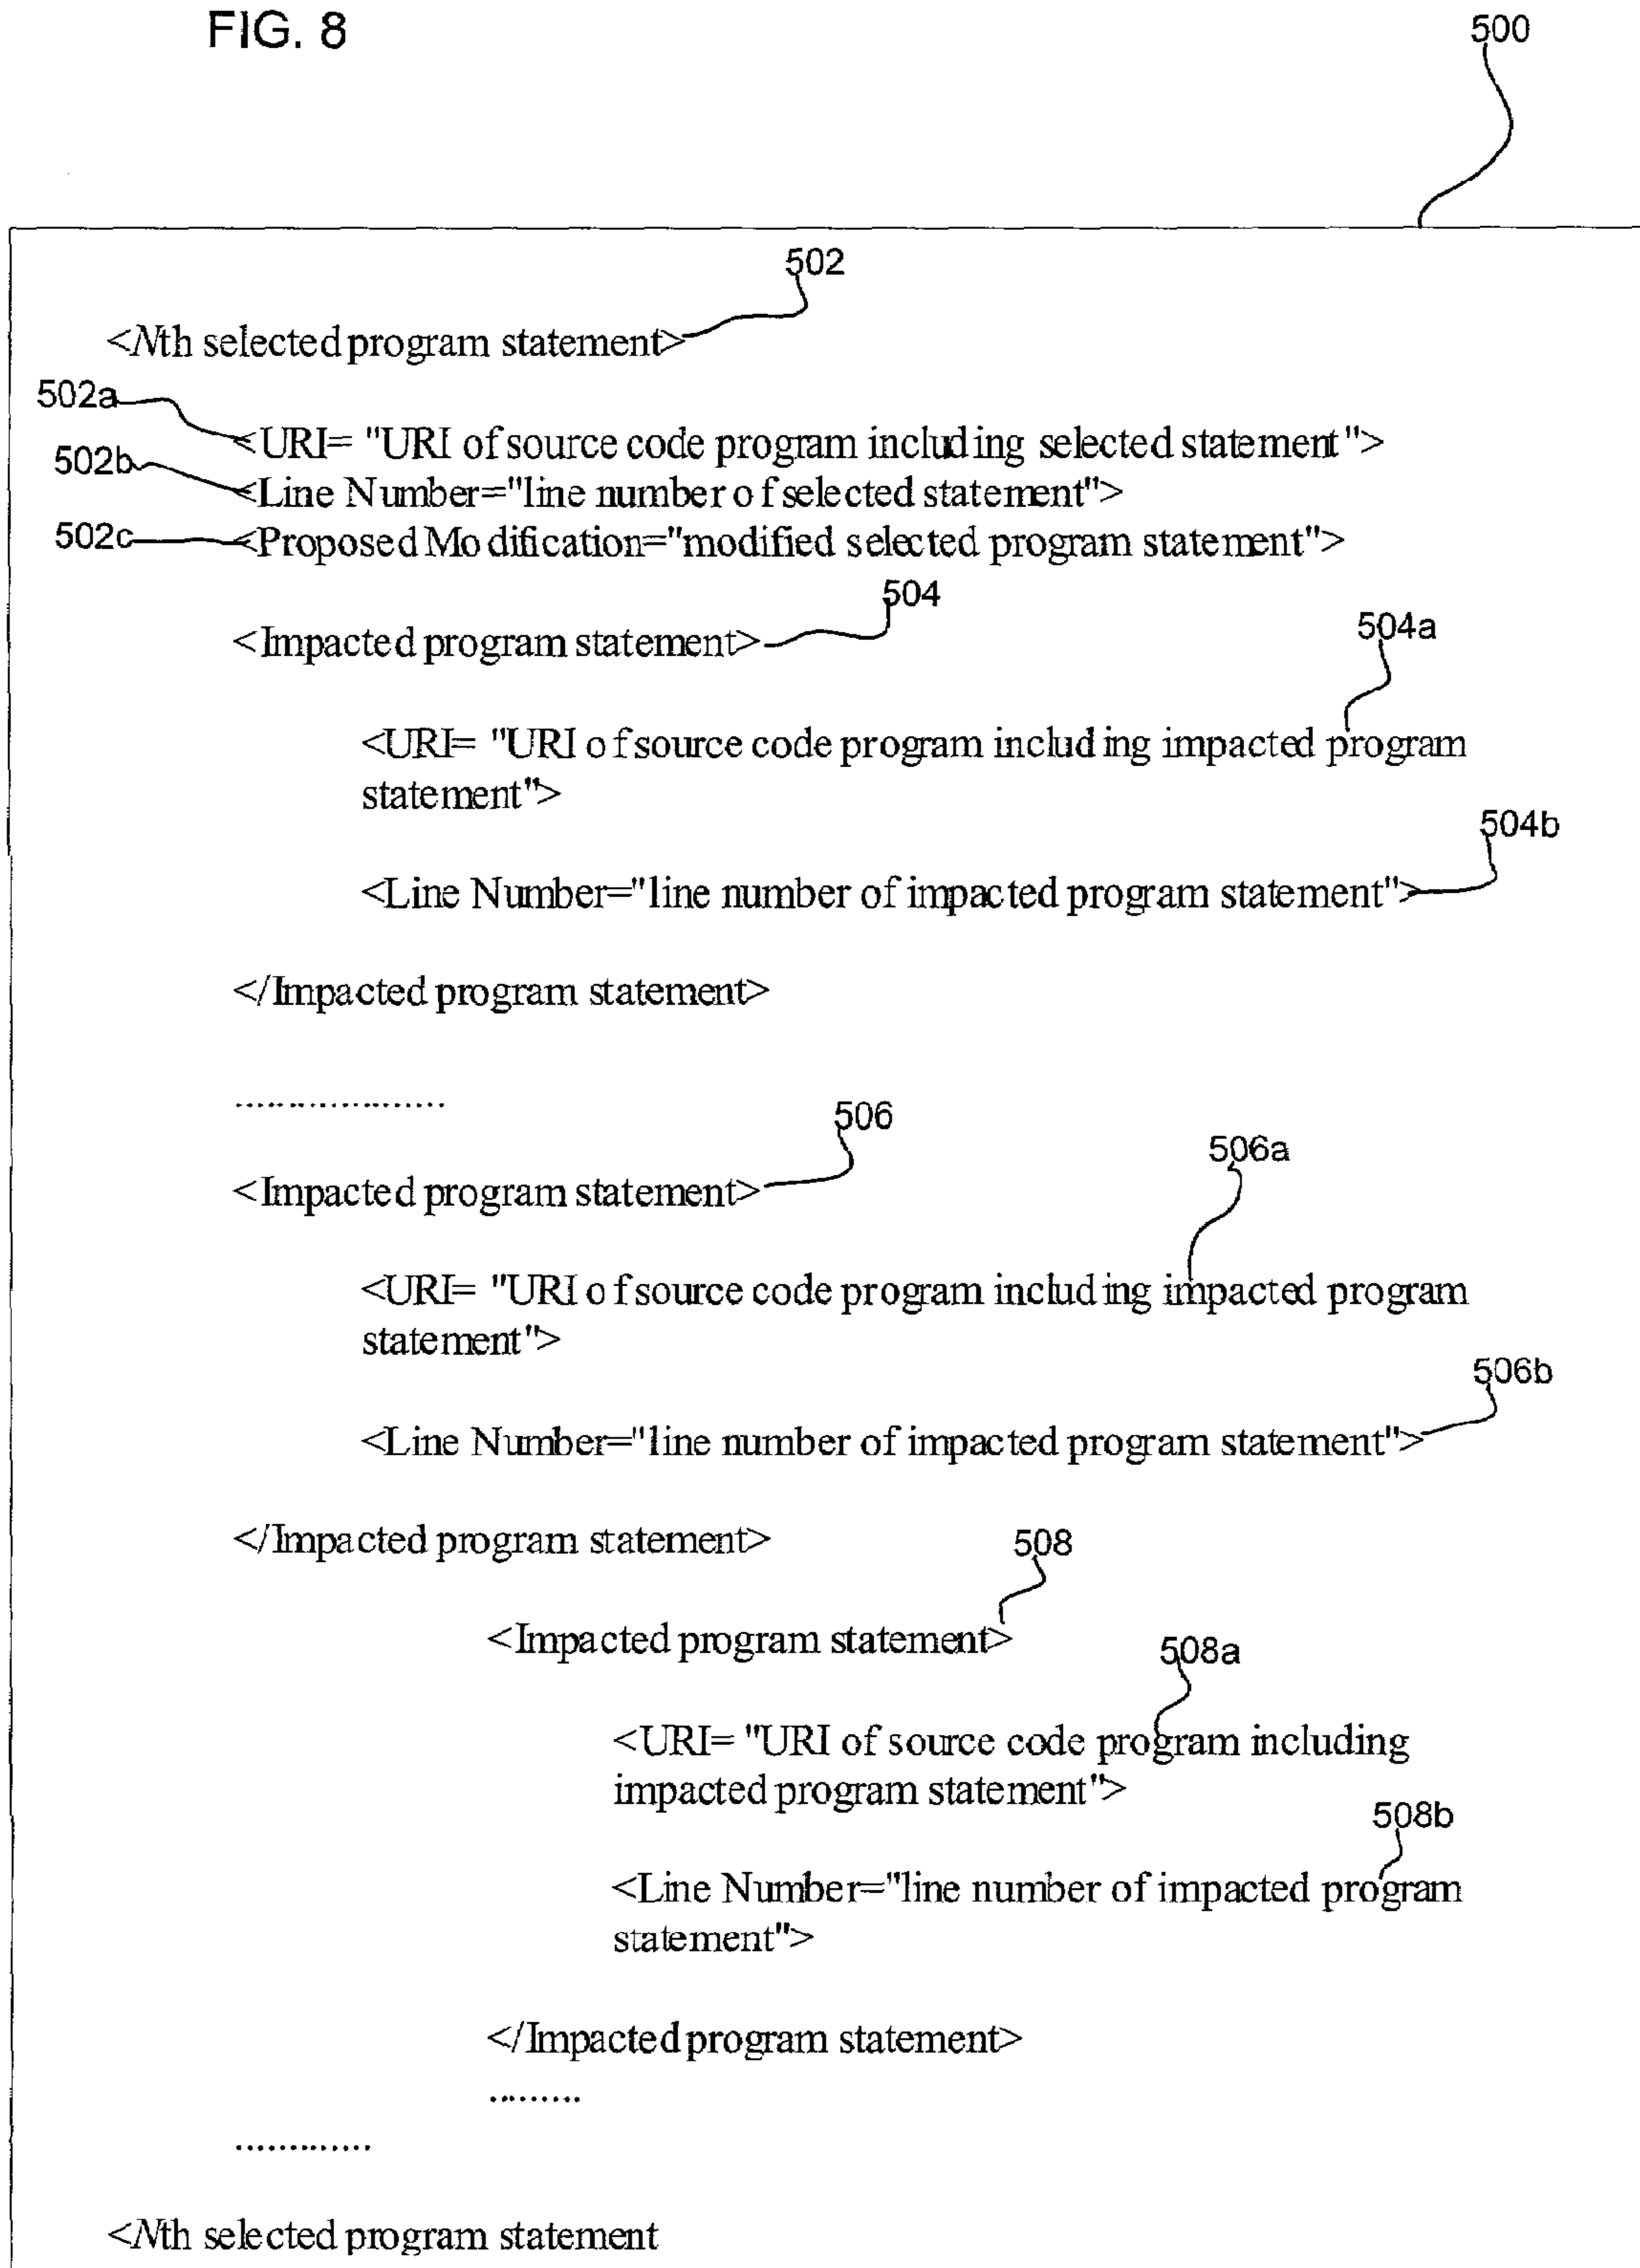 FIG. 8
500
502
<Nth selected program statement>
502a
<URI= "URI of source code program including selected statement">
502b
<Line Number="line number of selected statement">
502c
<Proposed Modification="modified selected program statement">
504
<Impacted program statement>
504a
<URI= "URI of source code program including impacted program
statement">
504b
<Line Number="line number of impacted program statement">
</Impacted program statement>
...................
506
<Impacted program statement>
506a
<URI= "URI of source code program including impacted program
statement">
506b
<Line Number="line number of impacted program statement">
</Impacted program statement>
508
<Impacted program statement>
508a
<URI= "URI of source code program including
impacted program statement">
508b
<Line Number="line number of impacted program
statement">
</Impacted program statement>
.........
.............
<Nth selected program statement